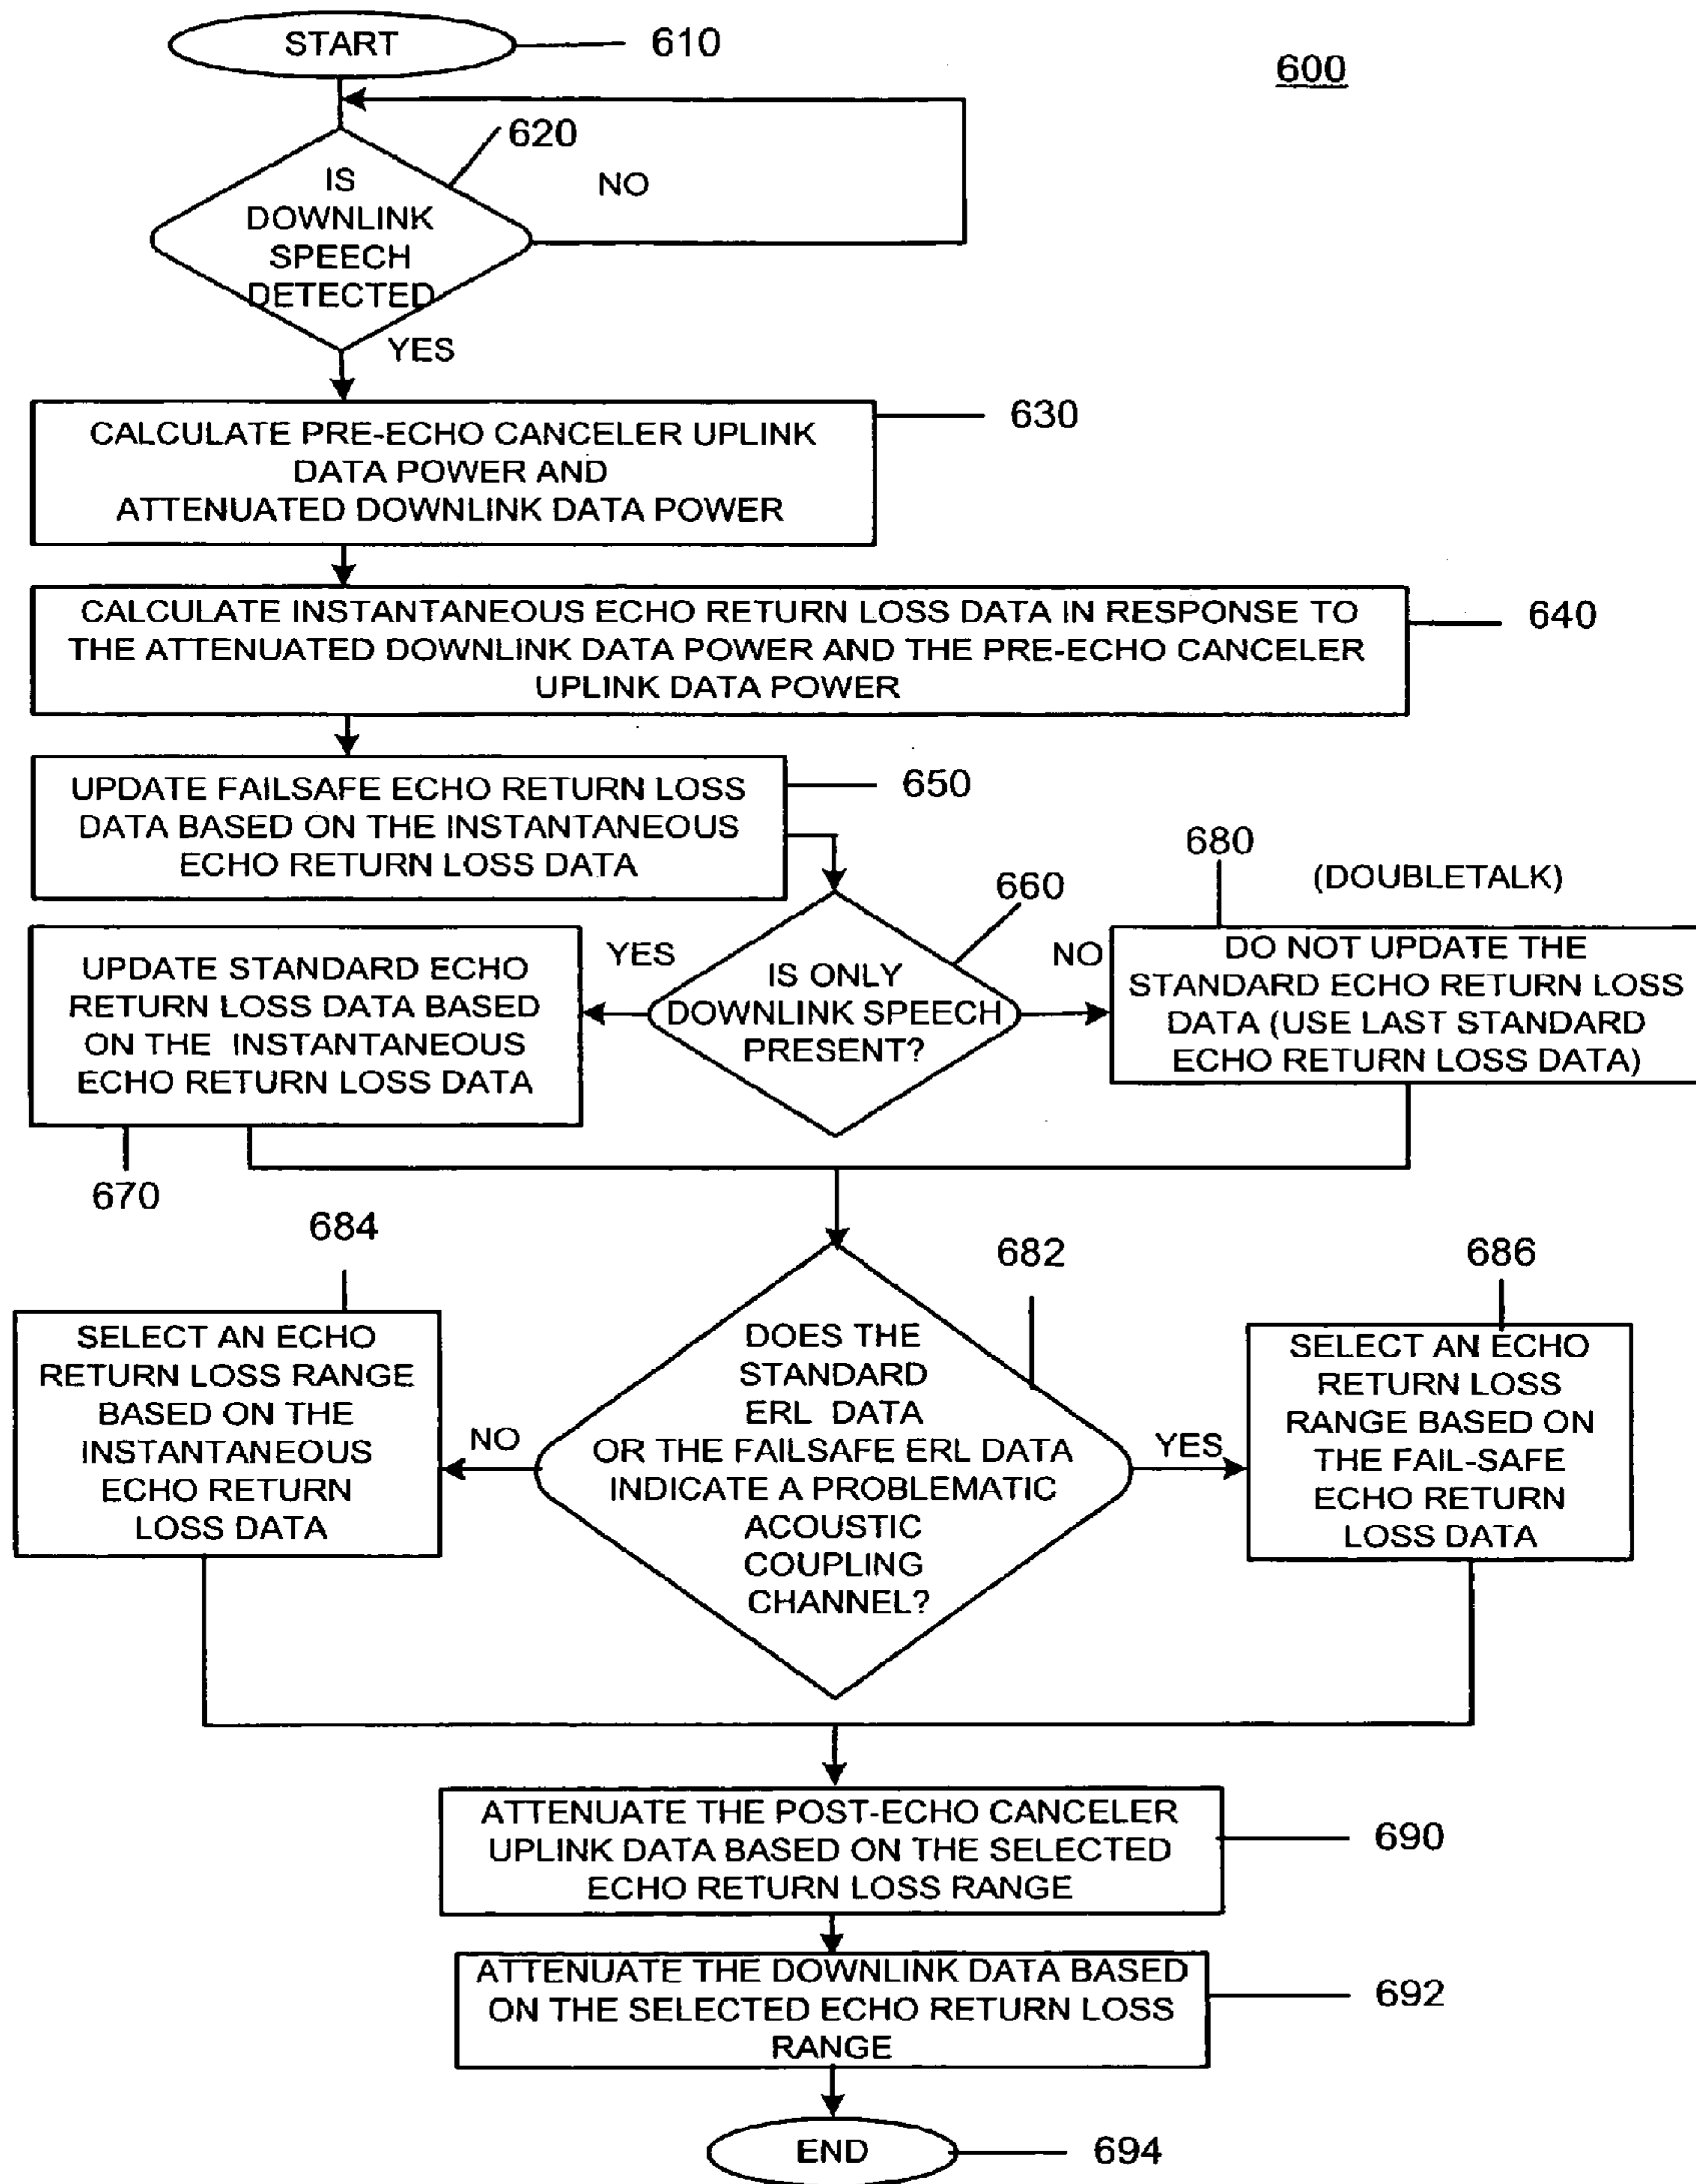 START
610
600
620
IS
DOWNLINK
SPEECH
DETECTED
NO
YES
CALCULATE PRE-ECHO CANCELER UPLINK
DATA POWER AND
ATTENUATED DOWNLINK DATA POWER
630
CALCULATE INSTANTANEOUS ECHO RETURN LOSS DATA IN RESPONSE TO
THE ATTENUATED DOWNLINK DATA POWER AND THE PRE-ECHO CANCELER
UPLINK DATA POWER
640
UPDATE FAILSAFE ECHO RETURN LOSS
DATA BASED ON THE INSTANTANEOUS
ECHO RETURN LOSS DATA
650
660
IS ONLY
DOWNLINK SPEECH
PRESENT?
YES
NO
UPDATE STANDARD ECHO
RETURN LOSS DATA BASED
ON THE INSTANTANEOUS
ECHO RETURN LOSS DATA
670
680
(DOUBLETALK)
DO NOT UPDATE THE
STANDARD ECHO RETURN LOSS
DATA (USE LAST STANDARD
ECHO RETURN LOSS DATA)
682
DOES THE
STANDARD
ERL DATA
OR THE FAILSAFE ERL DATA
INDICATE A PROBLEMATIC
ACOUSTIC
COUPLING
CHANNEL?
NO
YES
684
SELECT AN ECHO
RETURN LOSS RANGE
BASED ON THE
INSTANTANEOUS
ECHO RETURN
LOSS DATA
686
SELECT AN ECHO
RETURN LOSS
RANGE BASED ON
THE FAIL-SAFE
ECHO RETURN
LOSS DATA
ATTENUATE THE POST-ECHO CANCELER
UPLINK DATA BASED ON THE SELECTED
ECHO RETURN LOSS RANGE
690
ATTENUATE THE DOWNLINK DATA BASED
ON THE SELECTED ECHO RETURN LOSS
RANGE
692
END
694